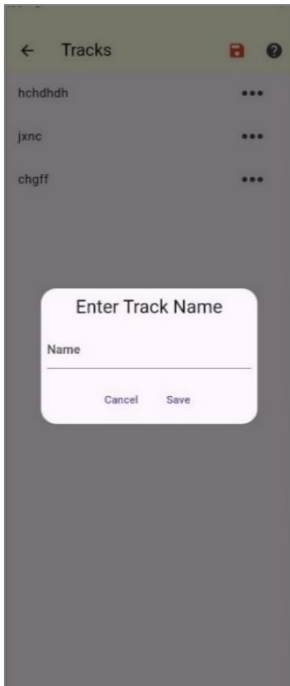 Tracks
hchdhdh
jxnc
chgff
Enter Track Name
Name
Cancel Save